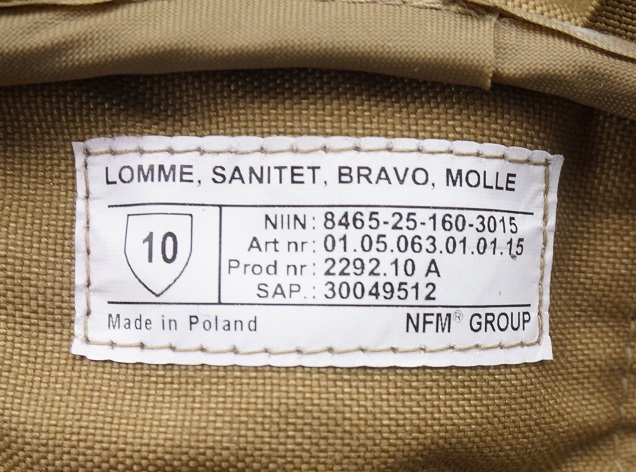 LOMME, SANITET, BRAVO, MOLLE
10
NIIN: 8465-25-160-3015
Art nr: 01.05.063.01.01.15
Prod nr: 2292.10 A
SAP.: 30049512
Made in Poland
NFM® GROUP